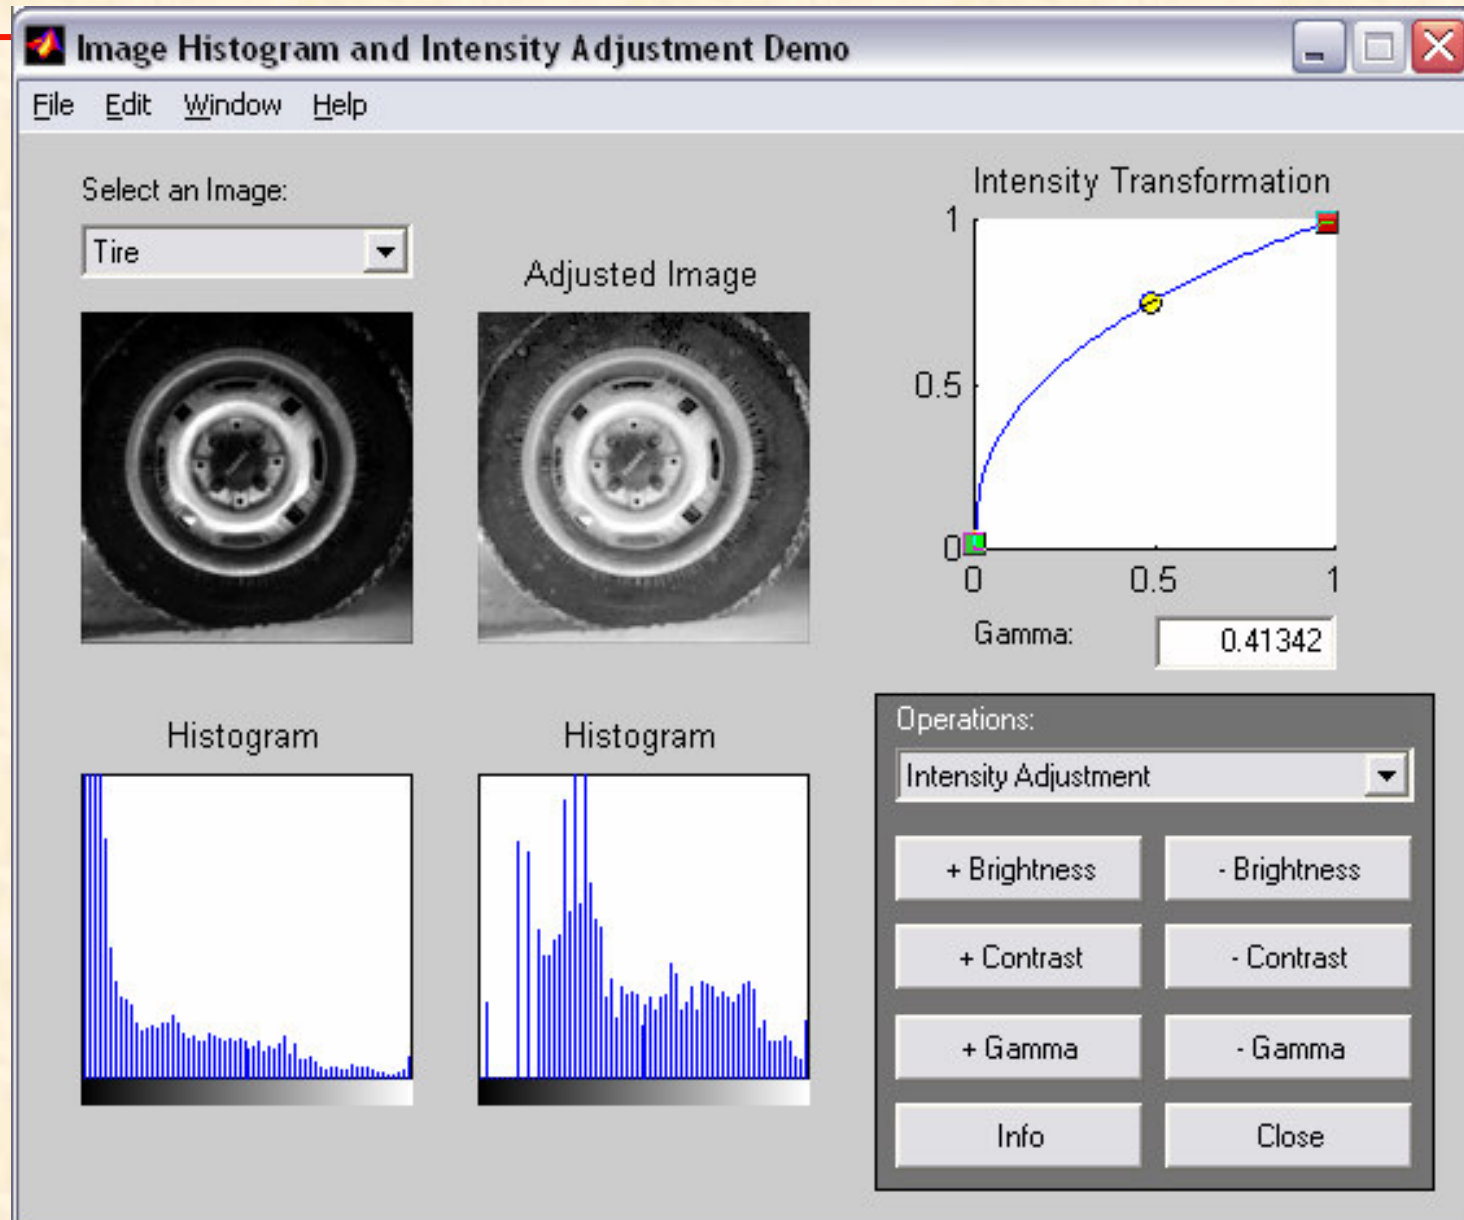 Image Histogram and Intensity Adjustment Demo
File Edit Window Help
Select an Image:
Tire
Adjusted Image
Intensity Transformation
1
0.5
0
0 0.5 1
Gamma: 0.41342
Histogram
Histogram
Operations:
Intensity Adjustment
+ Brightness - Brightness
+ Contrast - Contrast
+ Gamma - Gamma
Info Close